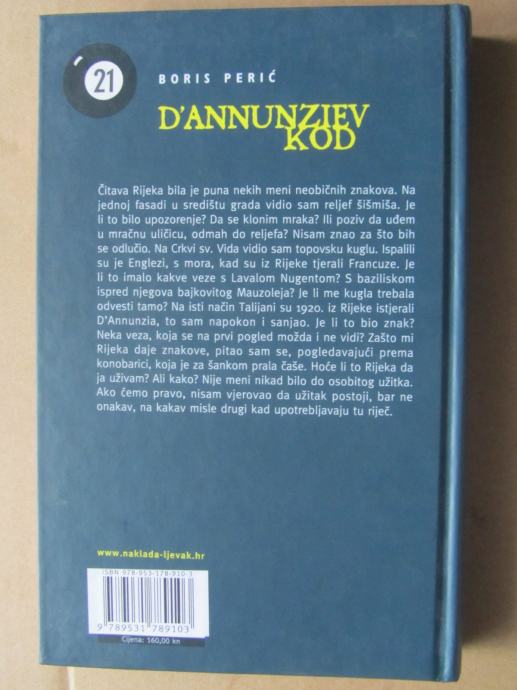 21
BORIS PERIĆ
D'ANNUNZIEV
KOD
Čitava Rijeka bila je puna nekih meni neobičnih znakova. Na
jednoj fasadi u središtu grada vidio sam reljef šišmiša. Je
li to bilo upozorenje? Da se klonim mraka? Ili poziv da uđem
u mračnu uličicu, odmah do reljefa? Nisam znao za što bih
se odlučio. Na Crkvi sv. Vida vidio sam topovsku kuglu. Ispalili
su je Englezi, s mora, kad su iz Rijeke tjerali Francuze. Je
li to imalo kakve veze s Lavalom Nugentom? S baziliskom
ispred njegova bajkovitog Mauzoleja? Je li me kugla trebala
odvesti tamo? Na isti način Talijani su 1920. iz Rijeke istjerali
D'Annunzia, to sam napokon i sanjao. Je li to bio znak?
Neka veza, koja se na prvi pogled možda i ne vidi? Zašto mi
Rijeka daje znakove, pitao sam se, pogledavajući prema
konobarici, koja je za šankom prala čaše. Hoće li to Rijeka da
ja uživam? Ali kako? Nije meni nikad bilo do osobitog užitka.
Ako ćemo pravo, nisam vjerovao da užitak postoji, bar ne
onakav, na kakav misle drugi kad upotrebljavaju tu riječ.
www.naklada-ljevak.hr
ISBN 978-953-178-910-3
9 789531 789103
Cijena: 160,00 kn